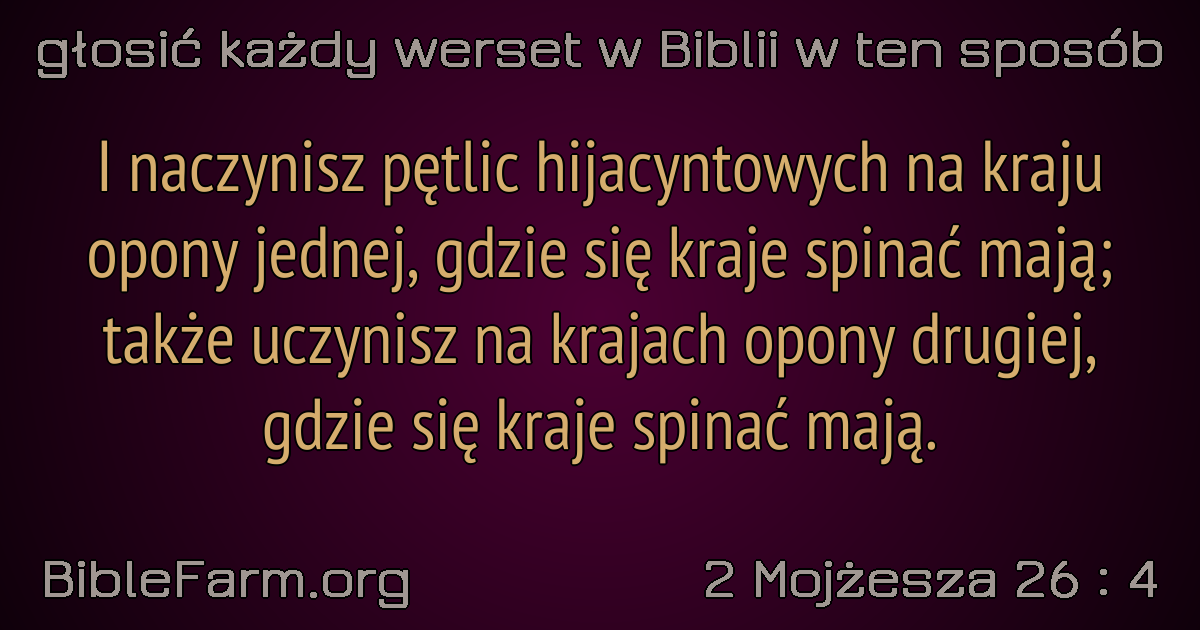 głosić każdy werset w Biblii w ten sposób
I naczynisz pętlic hijacyntowych na kraju
opony jednej, gdzie się kraje spinać mają;
także uczynisz na krajach opony drugiej,
gdzie się kraje spinać mają.
BibleFarm.org
2 Mojżesza 26 : 4